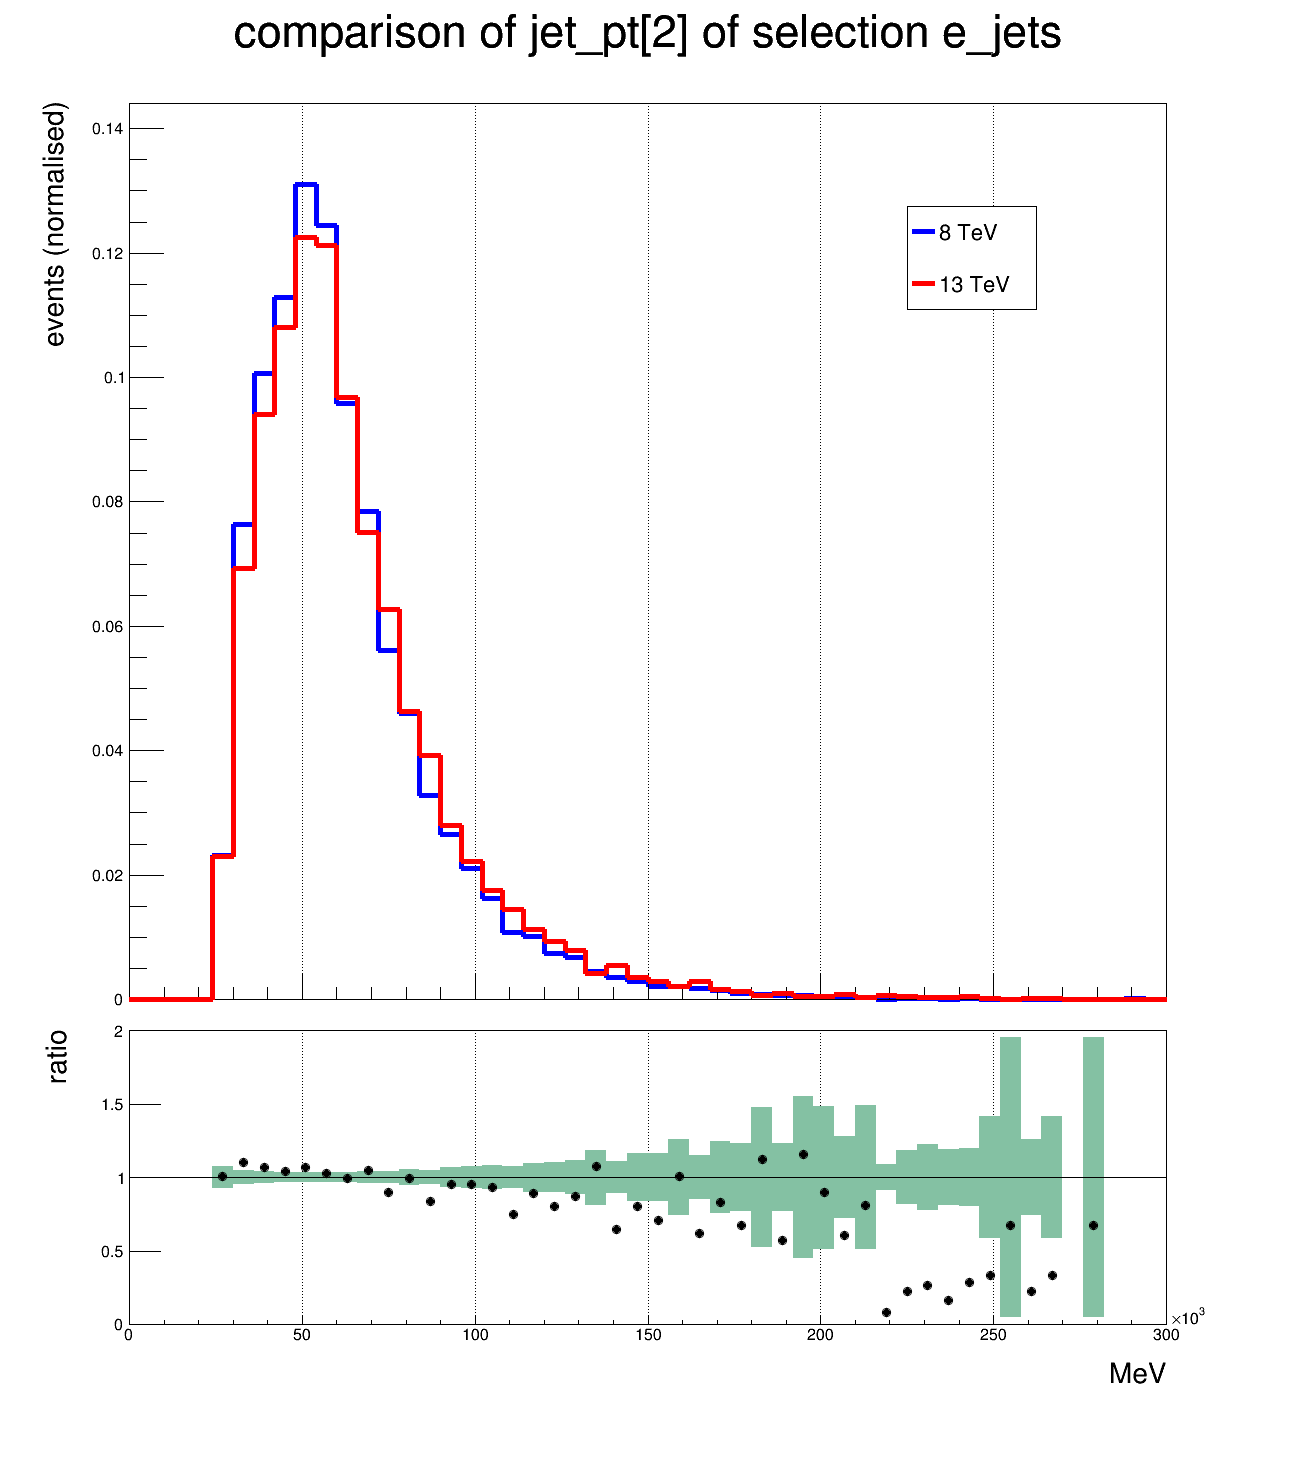 comparison of jet_pt[2] of selection e_jets
events (normalised)
0.14
0.12
0.1
0.08
0.06
0.04
0.02
0
8 TeV
13 TeV
ratio
2
1.5
1
0.5
0
0 50 100 150 200 250 300
×10³
MeV